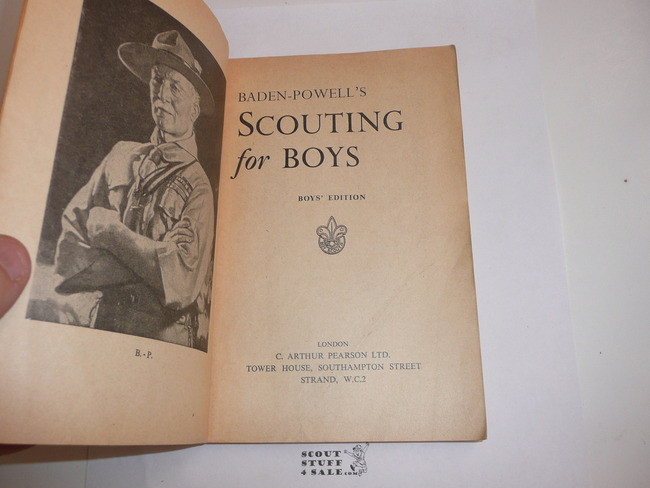 B.-P.
BADEN-POWELL'S
SCOUTING
for BOYS
BOYS' EDITION
LONDON
C. ARTHUR PEARSON LTD.
TOWER HOUSE, SOUTHAMPTON STREET
STRAND, W.C.2
SCOUT
STUFF
4 SALE.com